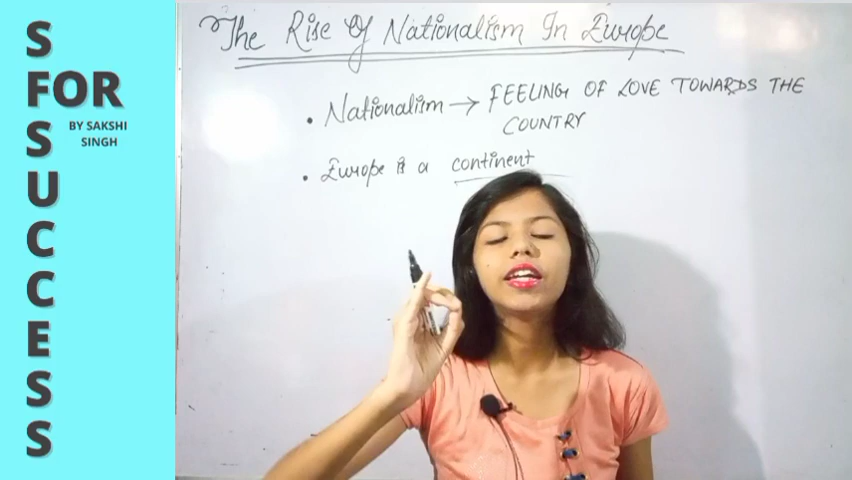 S FOR SUCCESS
BY SAKSHI
SINGH
The Rise Of Nationalism In Europe
• Nationalism → FEELING OF LOVE TOWARDS THE
COUNTRY
• Europe is a continent